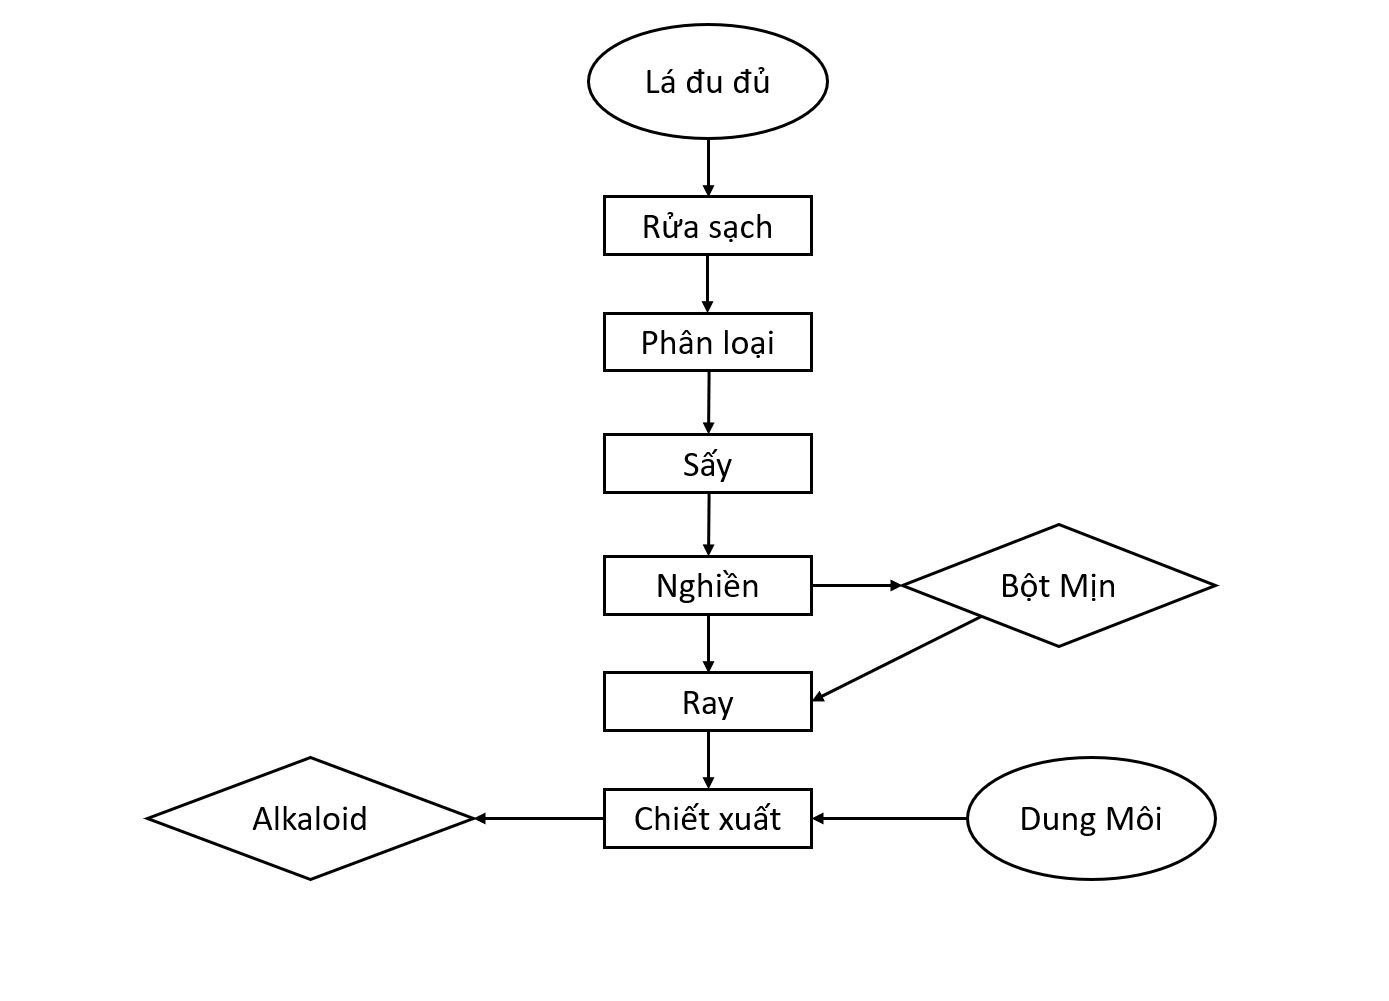 Lá đu đủ
Rửa sạch
Phân loại
Sấy
Nghiền
Bột Mịn
Ray
Alkaloid
Chiết xuất
Dung Môi